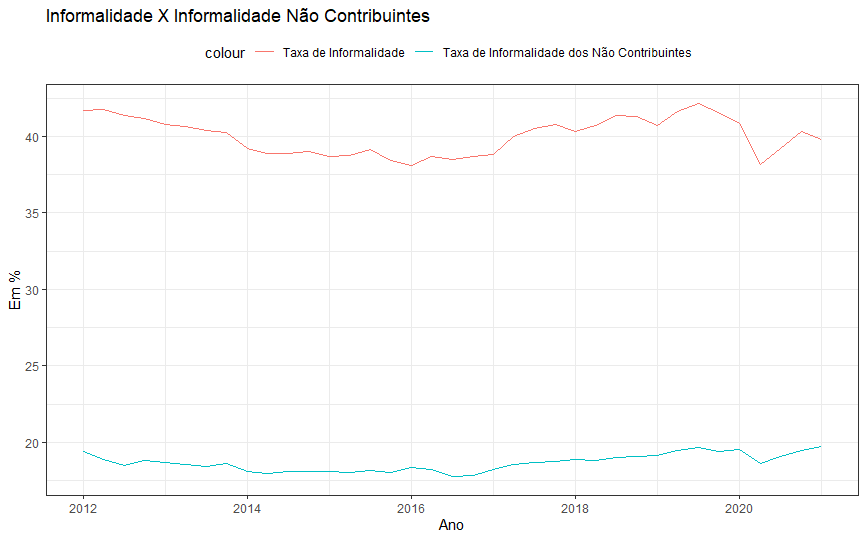 Informalidade X Informalidade Não Contribuintes
colour Taxa de Informalidade Taxa de Informalidade dos Não Contribuintes
40
35
30
25
20
Em %
2012 2014 2016 2018 2020
Ano